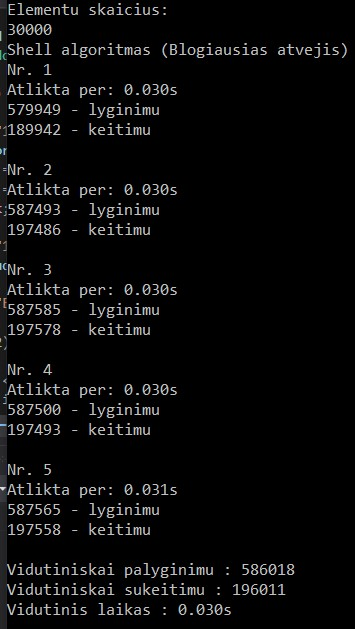 Elementu skaicius:
30000
Shell algoritmas (Blogiausias atvejis)
Nr. 1
Atlikta per: 0.030s
579949 - lyginimu
189942 - keitimu
Nr. 2
Atlikta per: 0.030s
587493 - lyginimu
197486 - keitimu
Nr. 3
Atlikta per: 0.030s
587585 - lyginimu
197578 - keitimu
Nr. 4
Atlikta per: 0.030s
587500 - lyginimu
197493 - keitimu
Nr. 5
Atlikta per: 0.031s
587565 - lyginimu
197558 - keitimu
Vidutiniskai palyginimu : 586018
Vidutiniskai sukeitimu : 196011
Vidutinis laikas : 0.030s